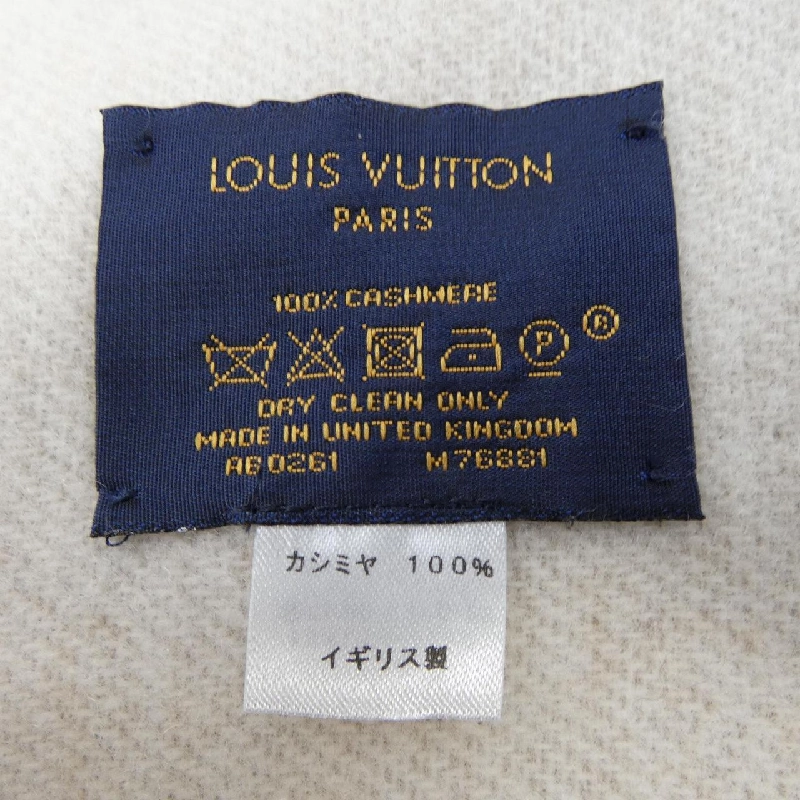 LOUIS VUITTON
PARIS
100% CASHMERE
P
®
DRY CLEAN ONLY
MADE IN UNITED KINGDOM
AB0261 M76881
カシミヤ 100%
イギリス製